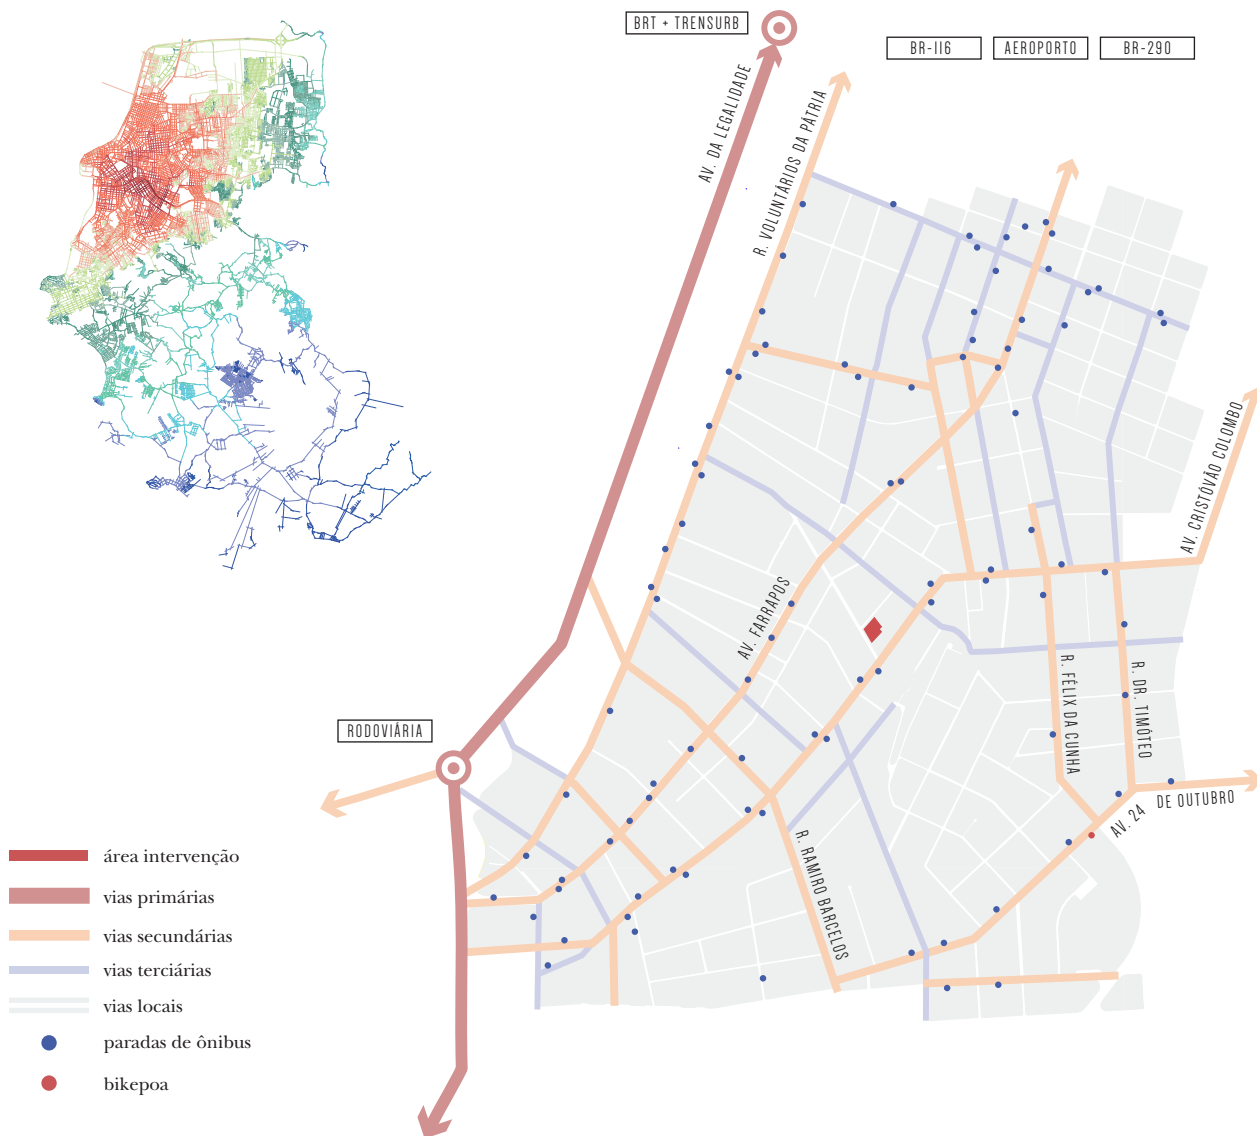 BRT + TRENSURB
BR-116
AEROPORTO
BR-290
AV. DA LEGALIDADE
R. VOLUNTÁRIOS DA PÁTRIA
AV. CRISTÓVÃO COLOMBO
AV. FARRAPOS
R. FÉLIX DA CUNHA
R. DR. TIMÓTEO
RODOVIÁRIA
AV. 24 DE OUTUBRO
R. RAMIRO BARCELOS
área intervenção
vias primárias
vias secundárias
vias terciárias
vias locais
paradas de ônibus
bikepoa